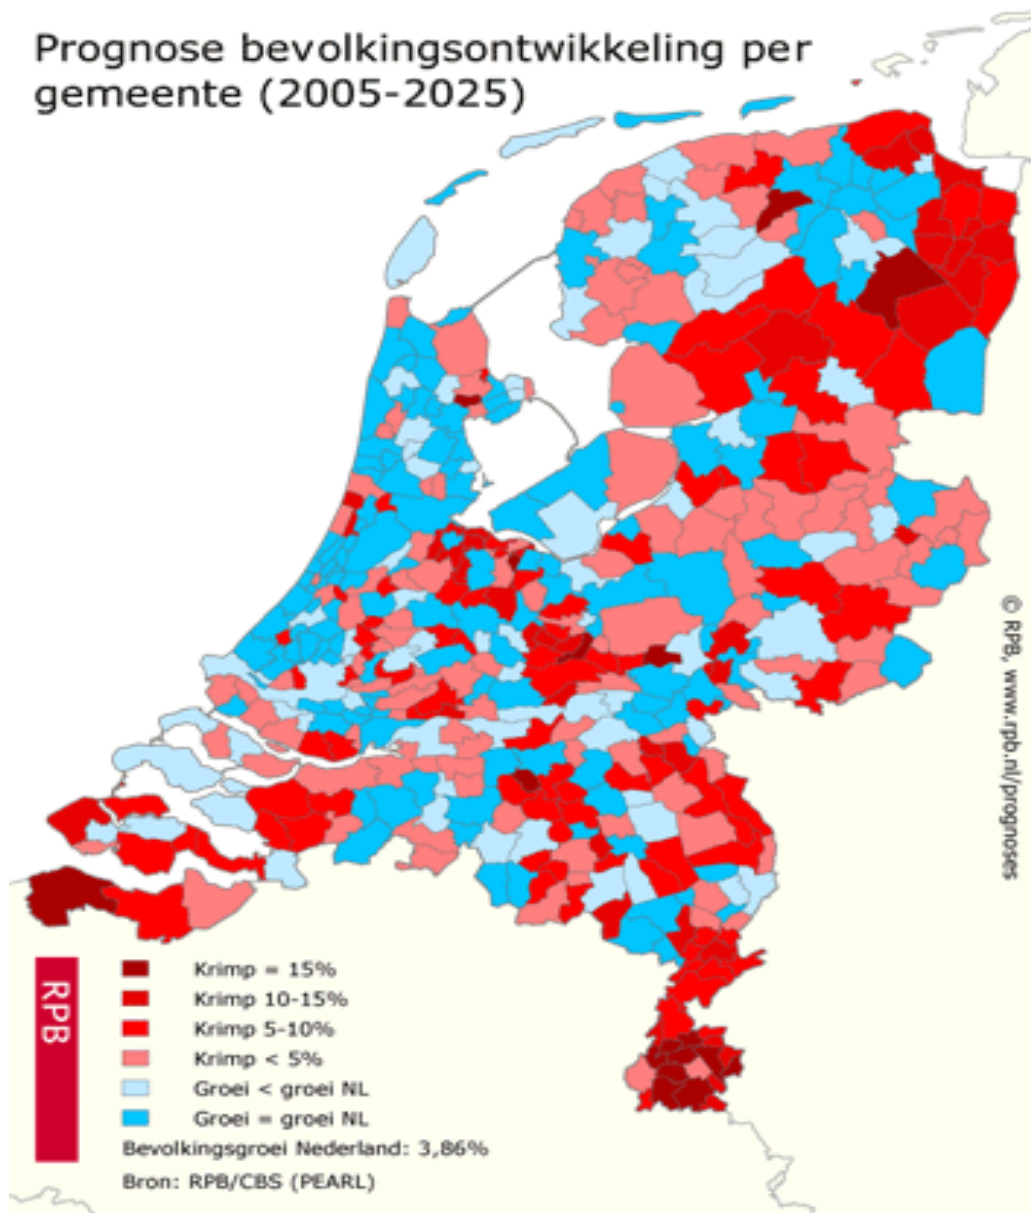 Prognose bevolkingsontwikkeling per
gemeente (2005-2025)
© RPB, www.rpb.nl/prognoses
RPB
Krimp = 15%
Krimp 10-15%
Krimp 5-10%
Krimp < 5%
Groei < groei NL
Groei = groei NL
Bevolkingsgroei Nederland: 3,86%
Bron: RPB/CBS (PEARL)